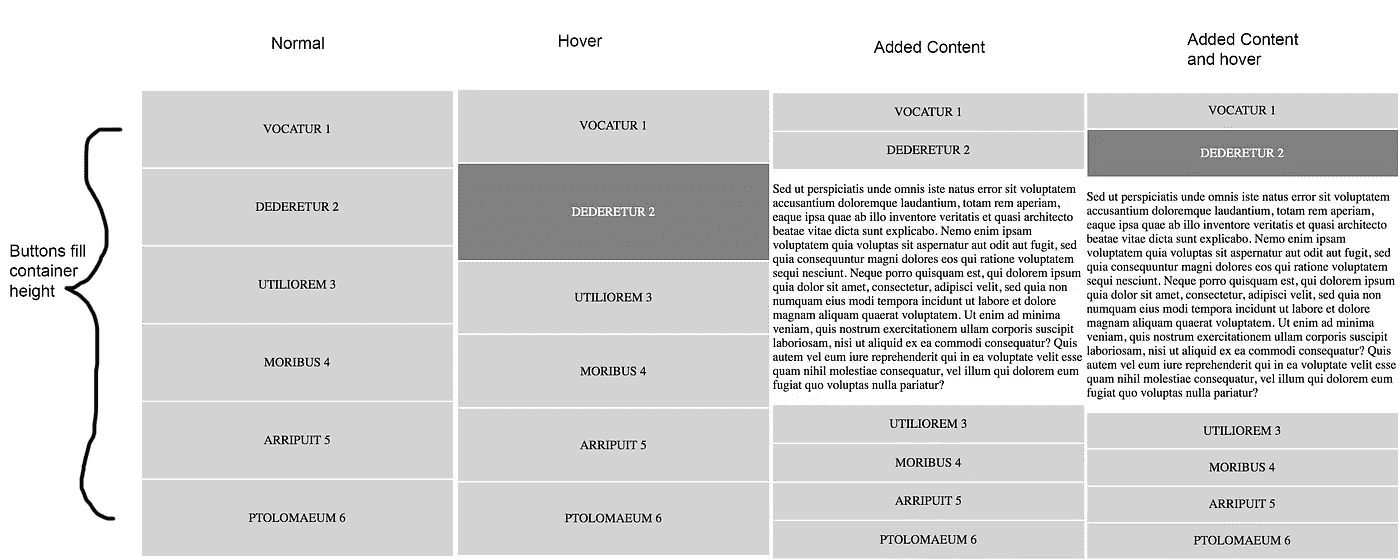 Normal
Hover
Added Content
Added Content
and hover
Buttons fill
container
height
VOCATUR 1
DEDERETUR 2
UTILIOREM 3
MORIBUS 4
ARRIPUIT 5
PTOLOMAEUM 6
VOCATUR 1
DEDERETUR 2
UTILIOREM 3
MORIBUS 4
ARRIPUIT 5
PTOLOMAEUM 6
VOCATUR 1
DEDERETUR 2
Sed ut perspiciatis unde omnis iste natus error sit voluptatem
accusantium doloremque laudantium, totam rem aperiam,
eaque ipsa quae ab illo inventore veritatis et quasi architecto
beatae vitae dicta sunt explicabo. Nemo enim ipsam
voluptatem quia voluptas sit aspernatur aut odit aut fugit, sed
quia consequuntur magni dolores eos qui ratione voluptatem
sequi nesciunt. Neque porro quisquam est, qui dolorem ipsum
quia dolor sit amet, consectetur, adipisci velit, sed quia non
numquam eius modi tempora incidunt ut labore et dolore
magnam aliquam quaerat voluptatem. Ut enim ad minima
veniam, quis nostrum exercitationem ullam corporis suscipit
laboriosam, nisi ut aliquid ex ea commodi consequatur? Quis
autem vel eum iure reprehenderit qui in ea voluptate velit esse
quam nihil molestiae consequatur, vel illum qui dolorem eum
fugiat quo voluptas nulla pariatur?
UTILIOREM 3
MORIBUS 4
ARRIPUIT 5
PTOLOMAEUM 6
VOCATUR 1
DEDERETUR 2
Sed ut perspiciatis unde omnis iste natus error sit voluptatem
accusantium doloremque laudantium, totam rem aperiam,
eaque ipsa quae ab illo inventore veritatis et quasi architecto
beatae vitae dicta sunt explicabo. Nemo enim ipsam
voluptatem quia voluptas sit aspernatur aut odit aut fugit, sed
quia consequuntur magni dolores eos qui ratione voluptatem
sequi nesciunt. Neque porro quisquam est, qui dolorem ipsum
quia dolor sit amet, consectetur, adipisci velit, sed quia non
numquam eius modi tempora incidunt ut labore et dolore
magnam aliquam quaerat voluptatem. Ut enim ad minima
veniam, quis nostrum exercitationem ullam corporis suscipit
laboriosam, nisi ut aliquid ex ea commodi consequatur? Quis
autem vel eum iure reprehenderit qui in ea voluptate velit esse
quam nihil molestiae consequatur, vel illum qui dolorem eum
fugiat quo voluptas nulla pariatur?
UTILIOREM 3
MORIBUS 4
ARRIPUIT 5
PTOLOMAEUM 6